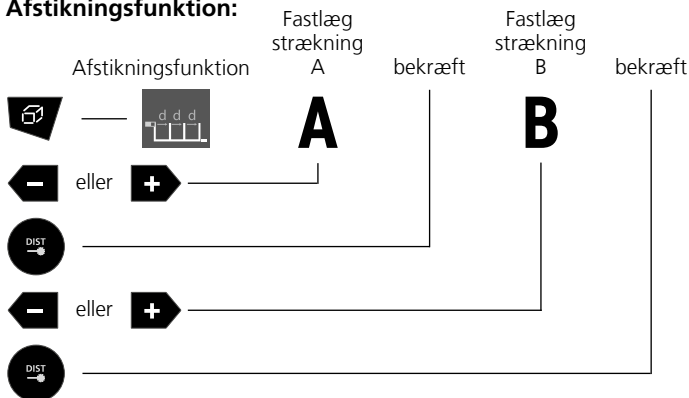 Afstikningsfunktion:
Afstikningsfunktion
Fastlæg
strækning
A
bekræft
Fastlæg
strækning
B
bekræft
d d d
A
B
- eller +
DIST
- eller +
DIST